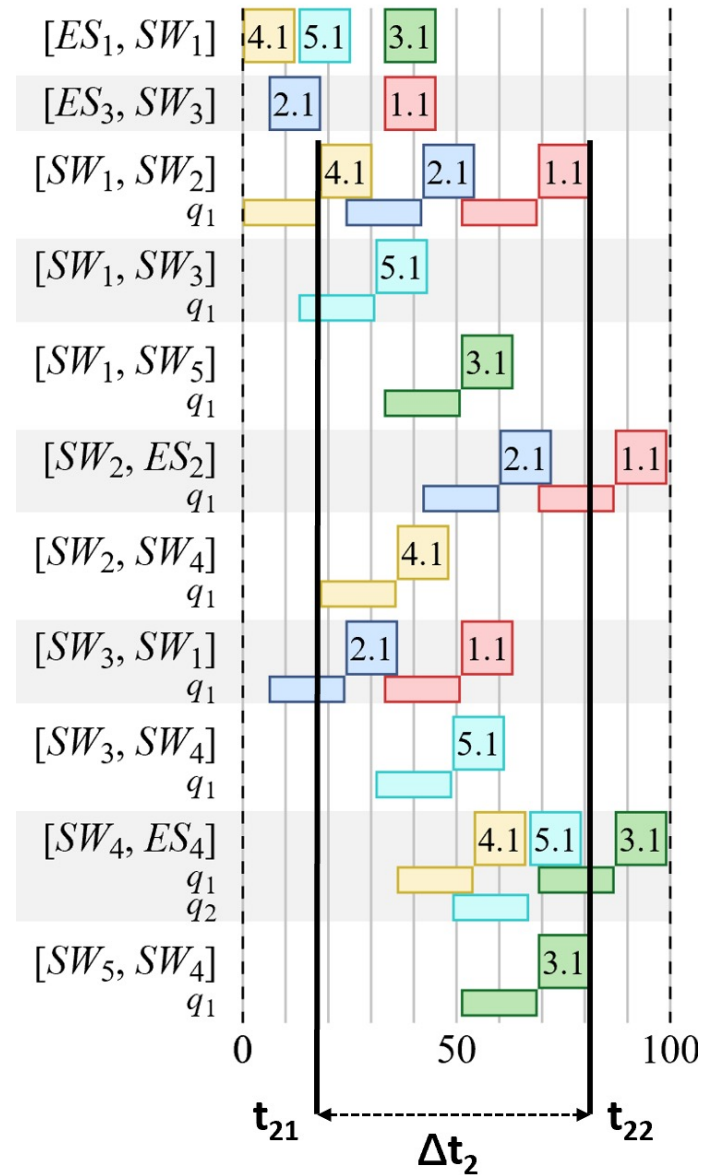 [ES₁, SW₁] 4.1 5.1 3.1
[ES₃, SW₃] 2.1 1.1
[SW₁, SW₂] 4.1 2.1 1.1
q₁
[SW₁, SW₃] 5.1
q₁
[SW₁, SW₅] 3.1
q₁
[SW₂, ES₂] 2.1 1.1
q₁
[SW₂, SW₄] 4.1
q₁
[SW₃, SW₁] 2.1 1.1
q₁
[SW₃, SW₄] 5.1
q₁
[SW₄, ES₄] 4.1 5.1 3.1
q₁
q₂
[SW₅, SW₄] 3.1
q₁
0 50 100
t₂₁ t₂₂
Δt₂